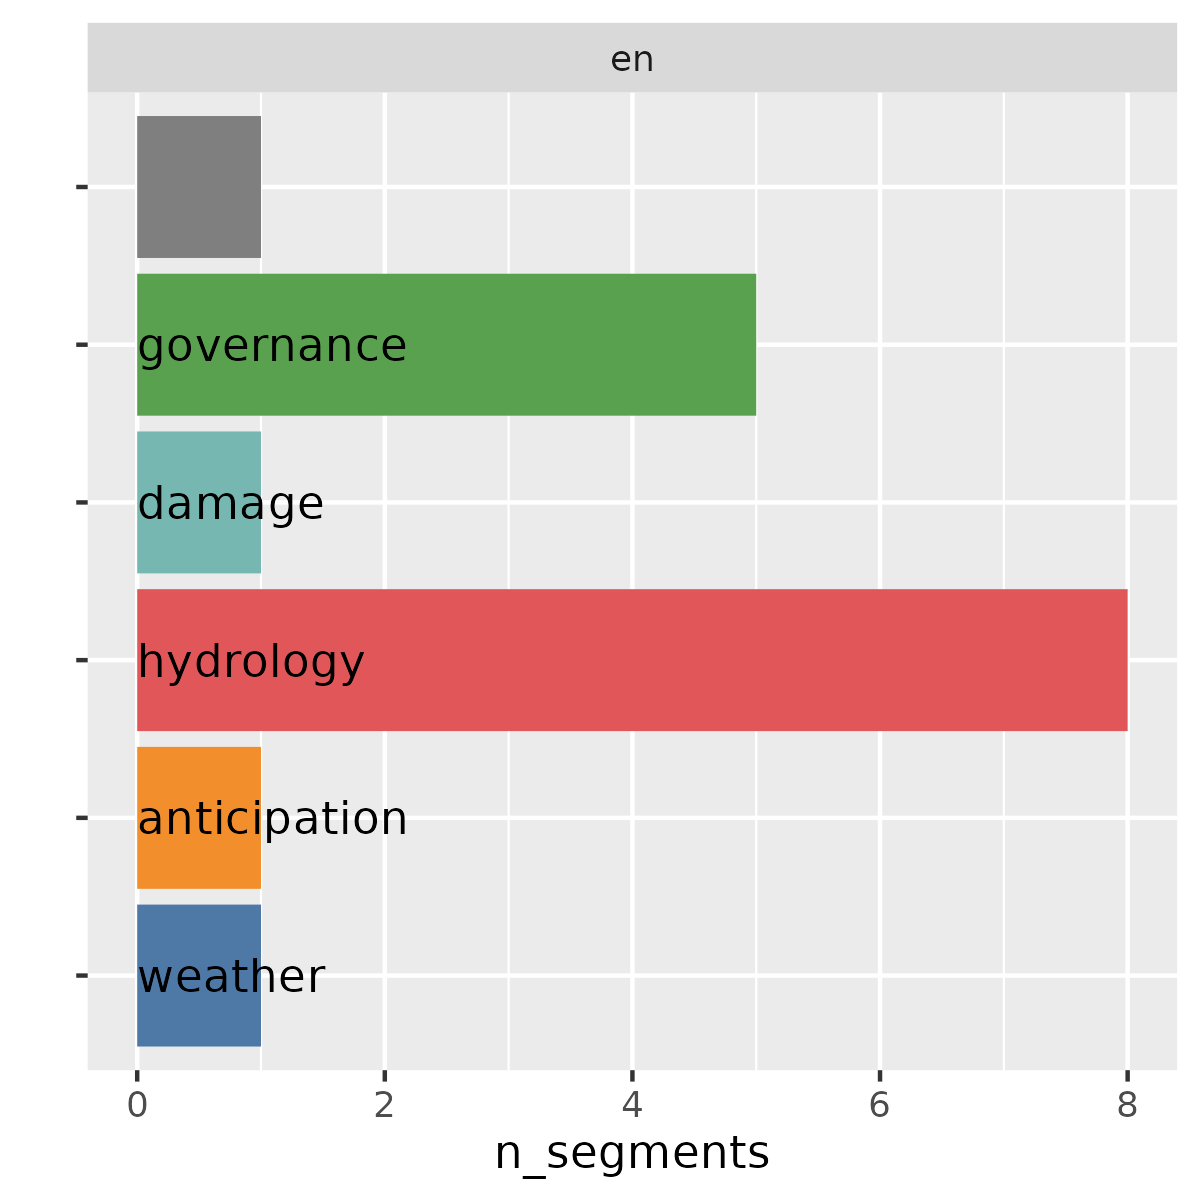 en
governance
damage
hydrology
anticipation
weather
0 2 4 6 8
n_segments